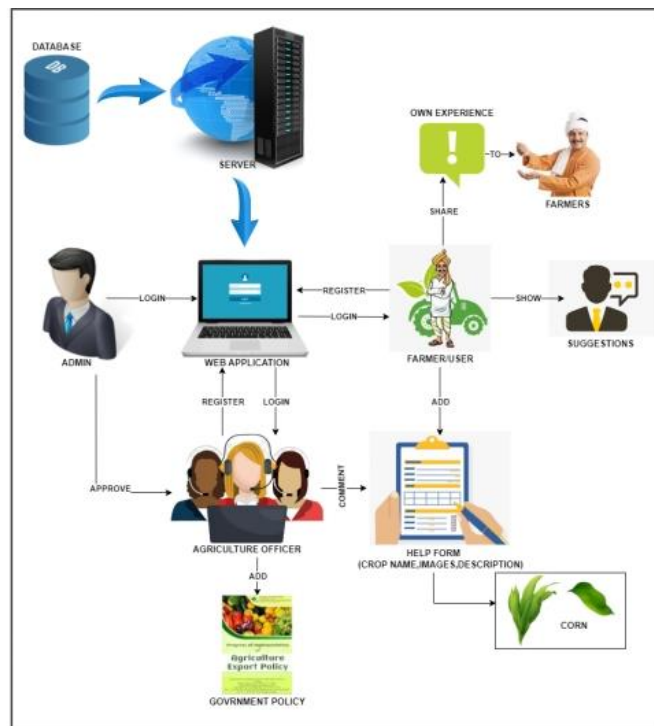 DATABASE
DB
SERVER
OWN EXPERIENCE
TO
FARMERS
SHARE
ADMIN
LOGIN
WEB APPLICATION
REGISTER
LOGIN
FARMER/USER
SHOW
SUGGESTIONS
REGISTER
LOGIN
ADD
APPROVE
AGRICULTURE OFFICER
COMMENT
HELP FORM
(CROP NAME,IMAGES,DESCRIPTION)
CORN
ADD
Agriculture
Export Policy
GOVRNMENT POLICY